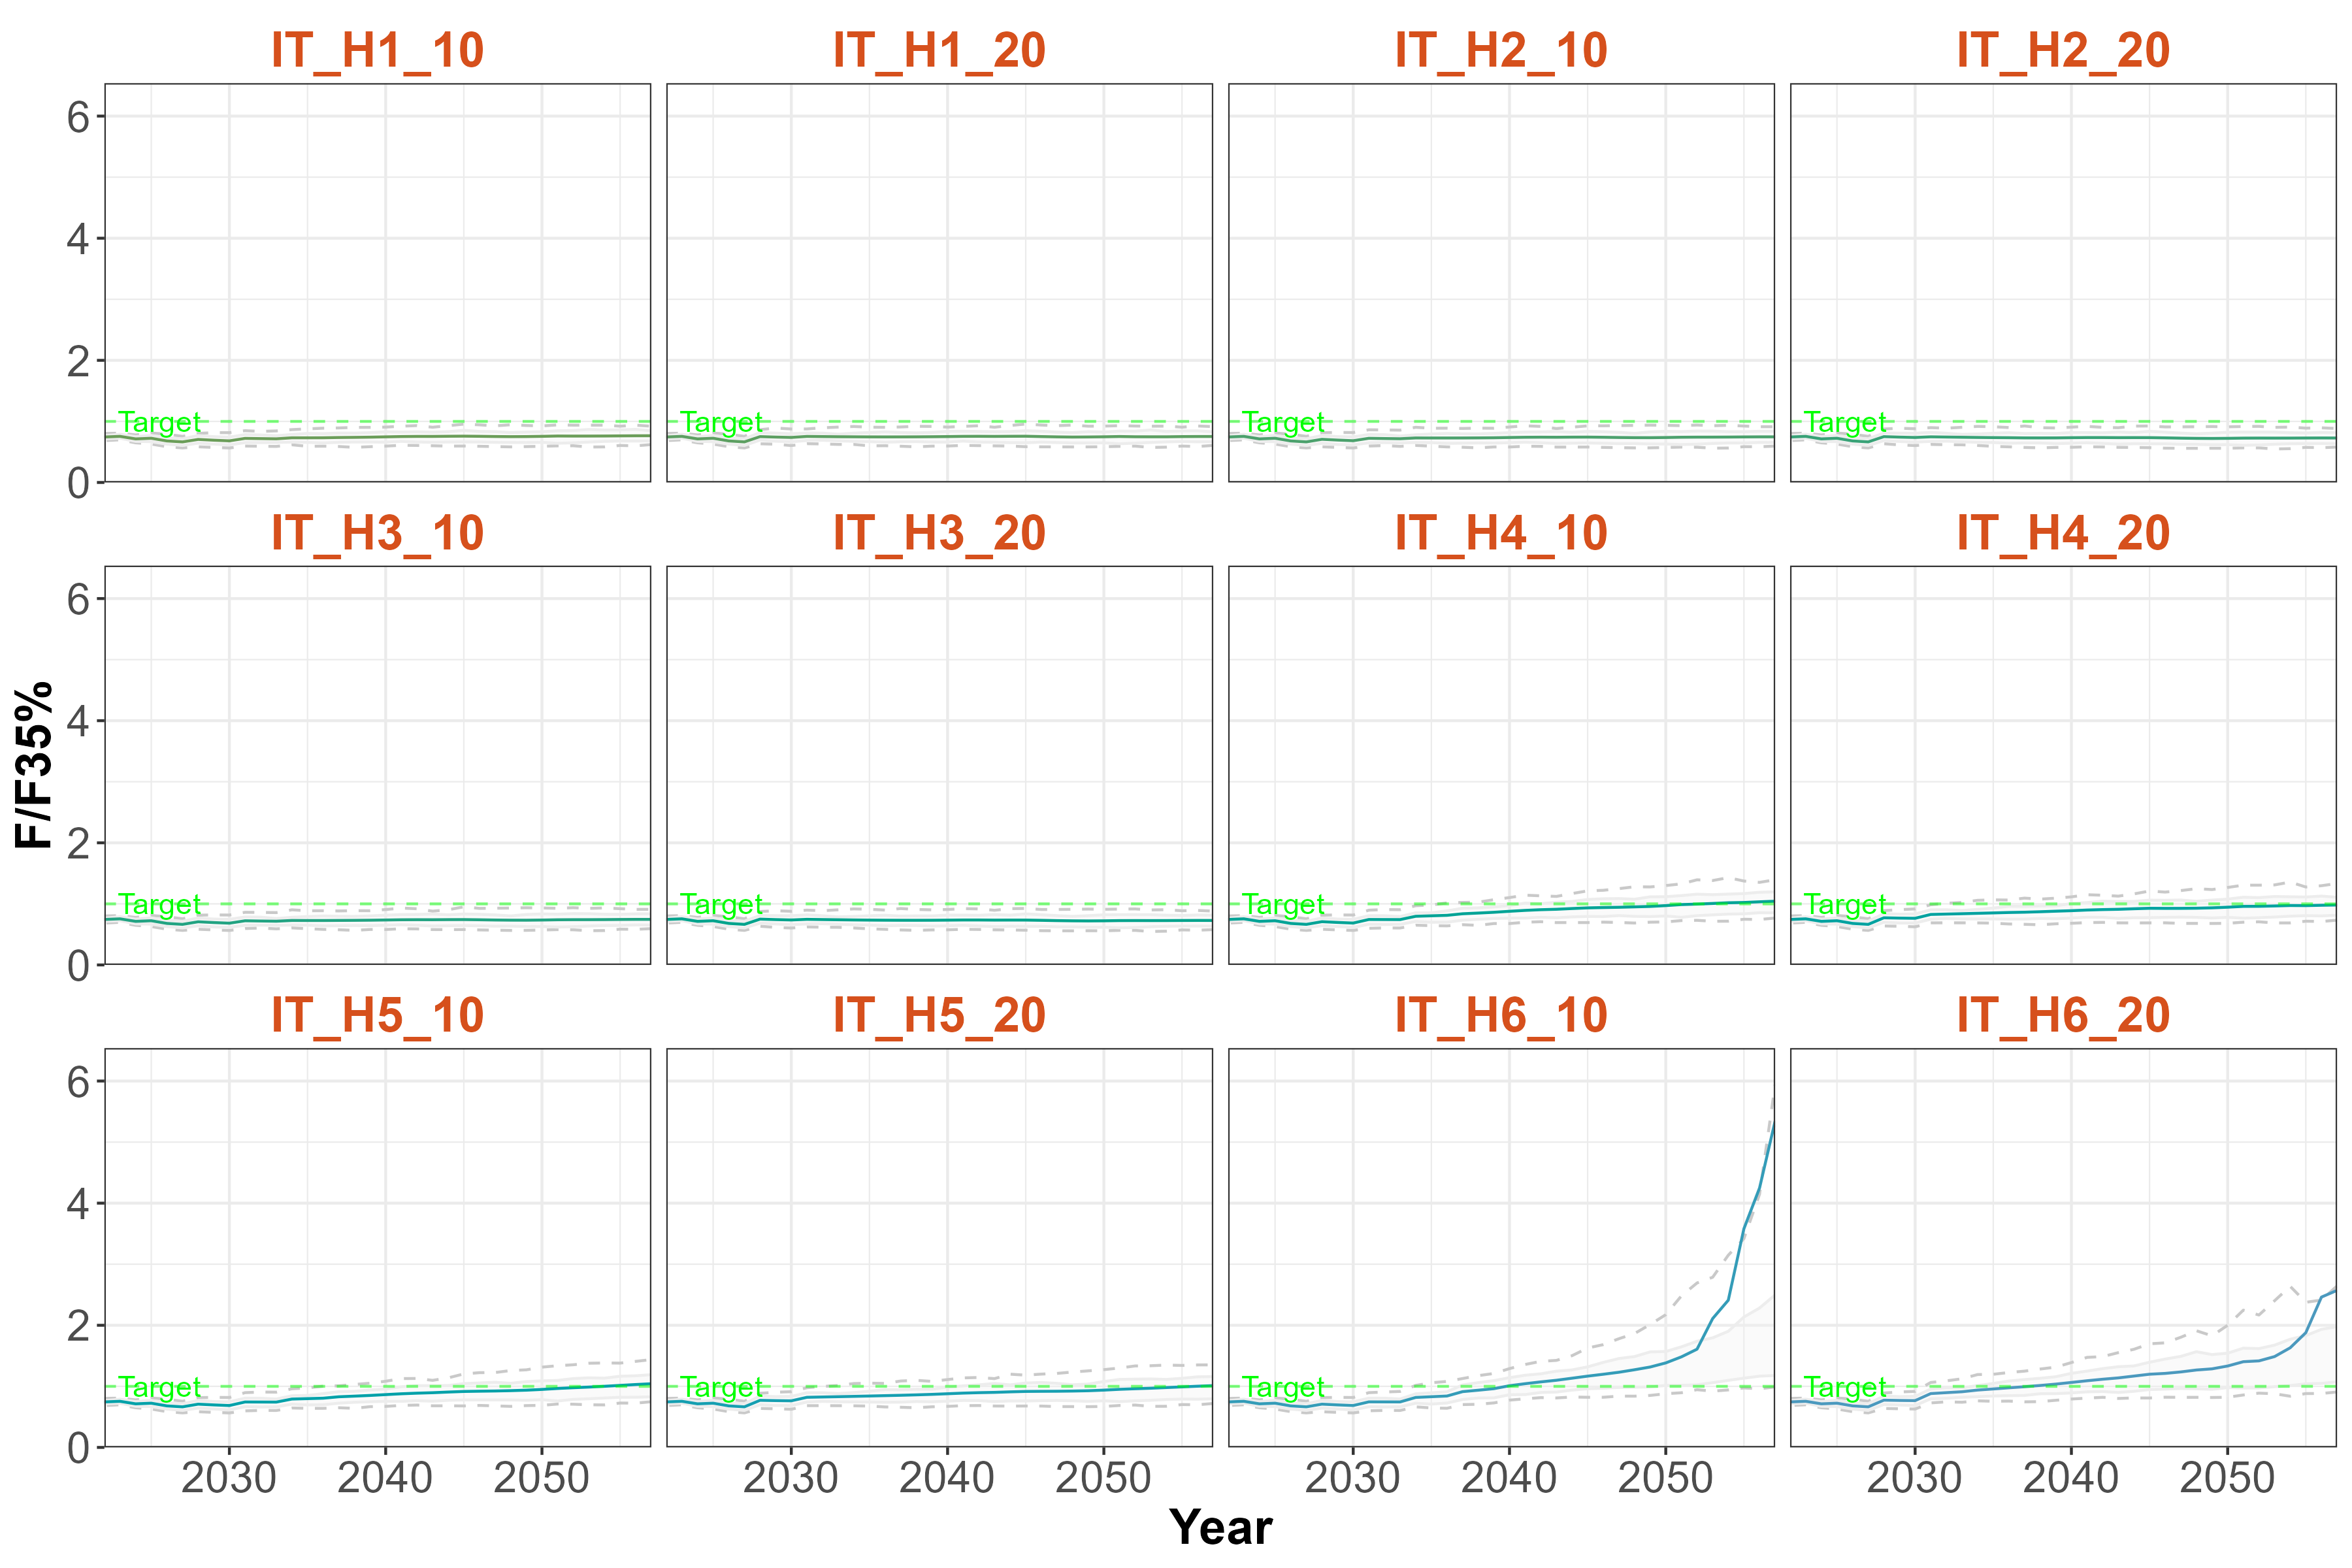 IT_H1_10 IT_H1_20 IT_H2_10 IT_H2_20
6
4
2
Target Target Target Target
0
IT_H3_10 IT_H3_20 IT_H4_10 IT_H4_20
6
4
F/F35%
2
Target Target Target Target
0
IT_H5_10 IT_H5_20 IT_H6_10 IT_H6_20
6
4
2
Target Target Target Target
0
2030 2040 2050 2030 2040 2050 2030 2040 2050 2030 2040 2050
Year